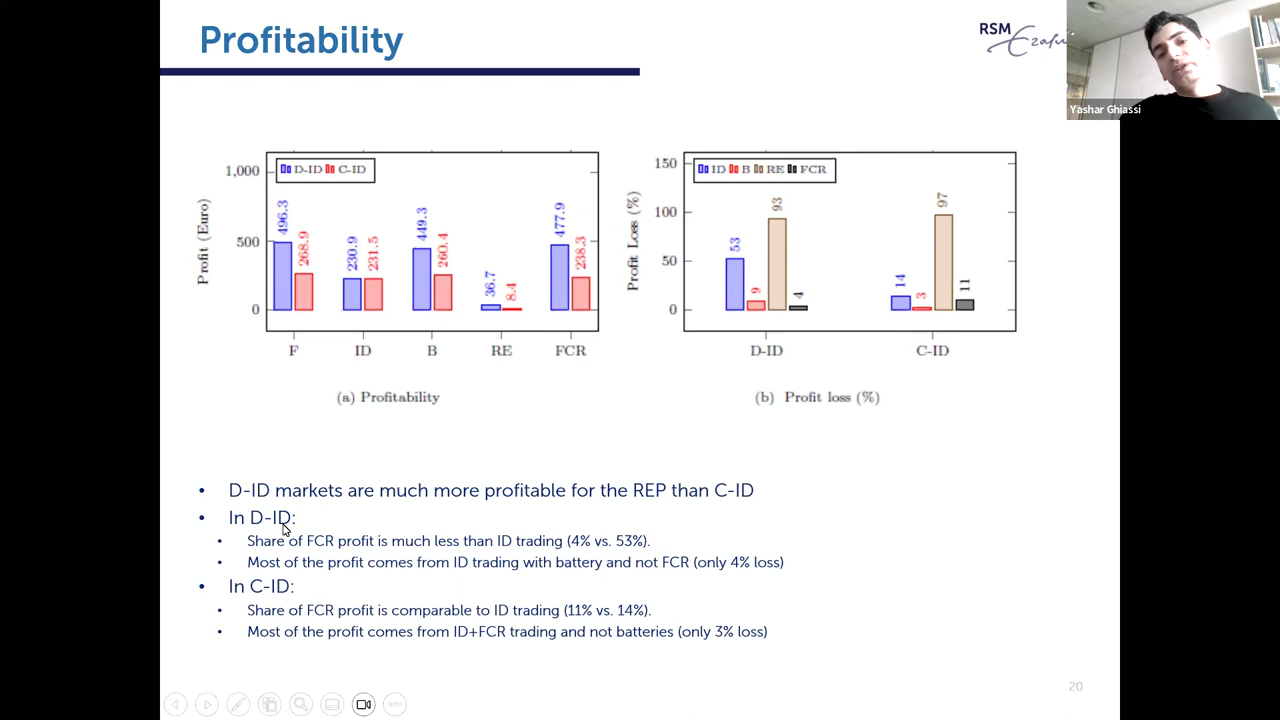 Profitability
RSM
Erasmus
Yashar Ghiassi
1,000
500
0
Profit (Euro)
D-ID C-ID
496.3
268.9
230.9
231.5
449.3
260.4
36.7
8.4
477.9
238.3
F ID B RE FCR
(a) Profitability
150
100
50
0
Profit Loss (%)
ID B RE FCR
53
9
93
4
14
3
97
11
D-ID C-ID
(b) Profit loss (%)
• D-ID markets are much more profitable for the REP than C-ID
• In D-ID:
• Share of FCR profit is much less than ID trading (4% vs. 53%).
• Most of the profit comes from ID trading with battery and not FCR (only 4% loss)
• In C-ID:
• Share of FCR profit is comparable to ID trading (11% vs. 14%).
• Most of the profit comes from ID+FCR trading and not batteries (only 3% loss)
20